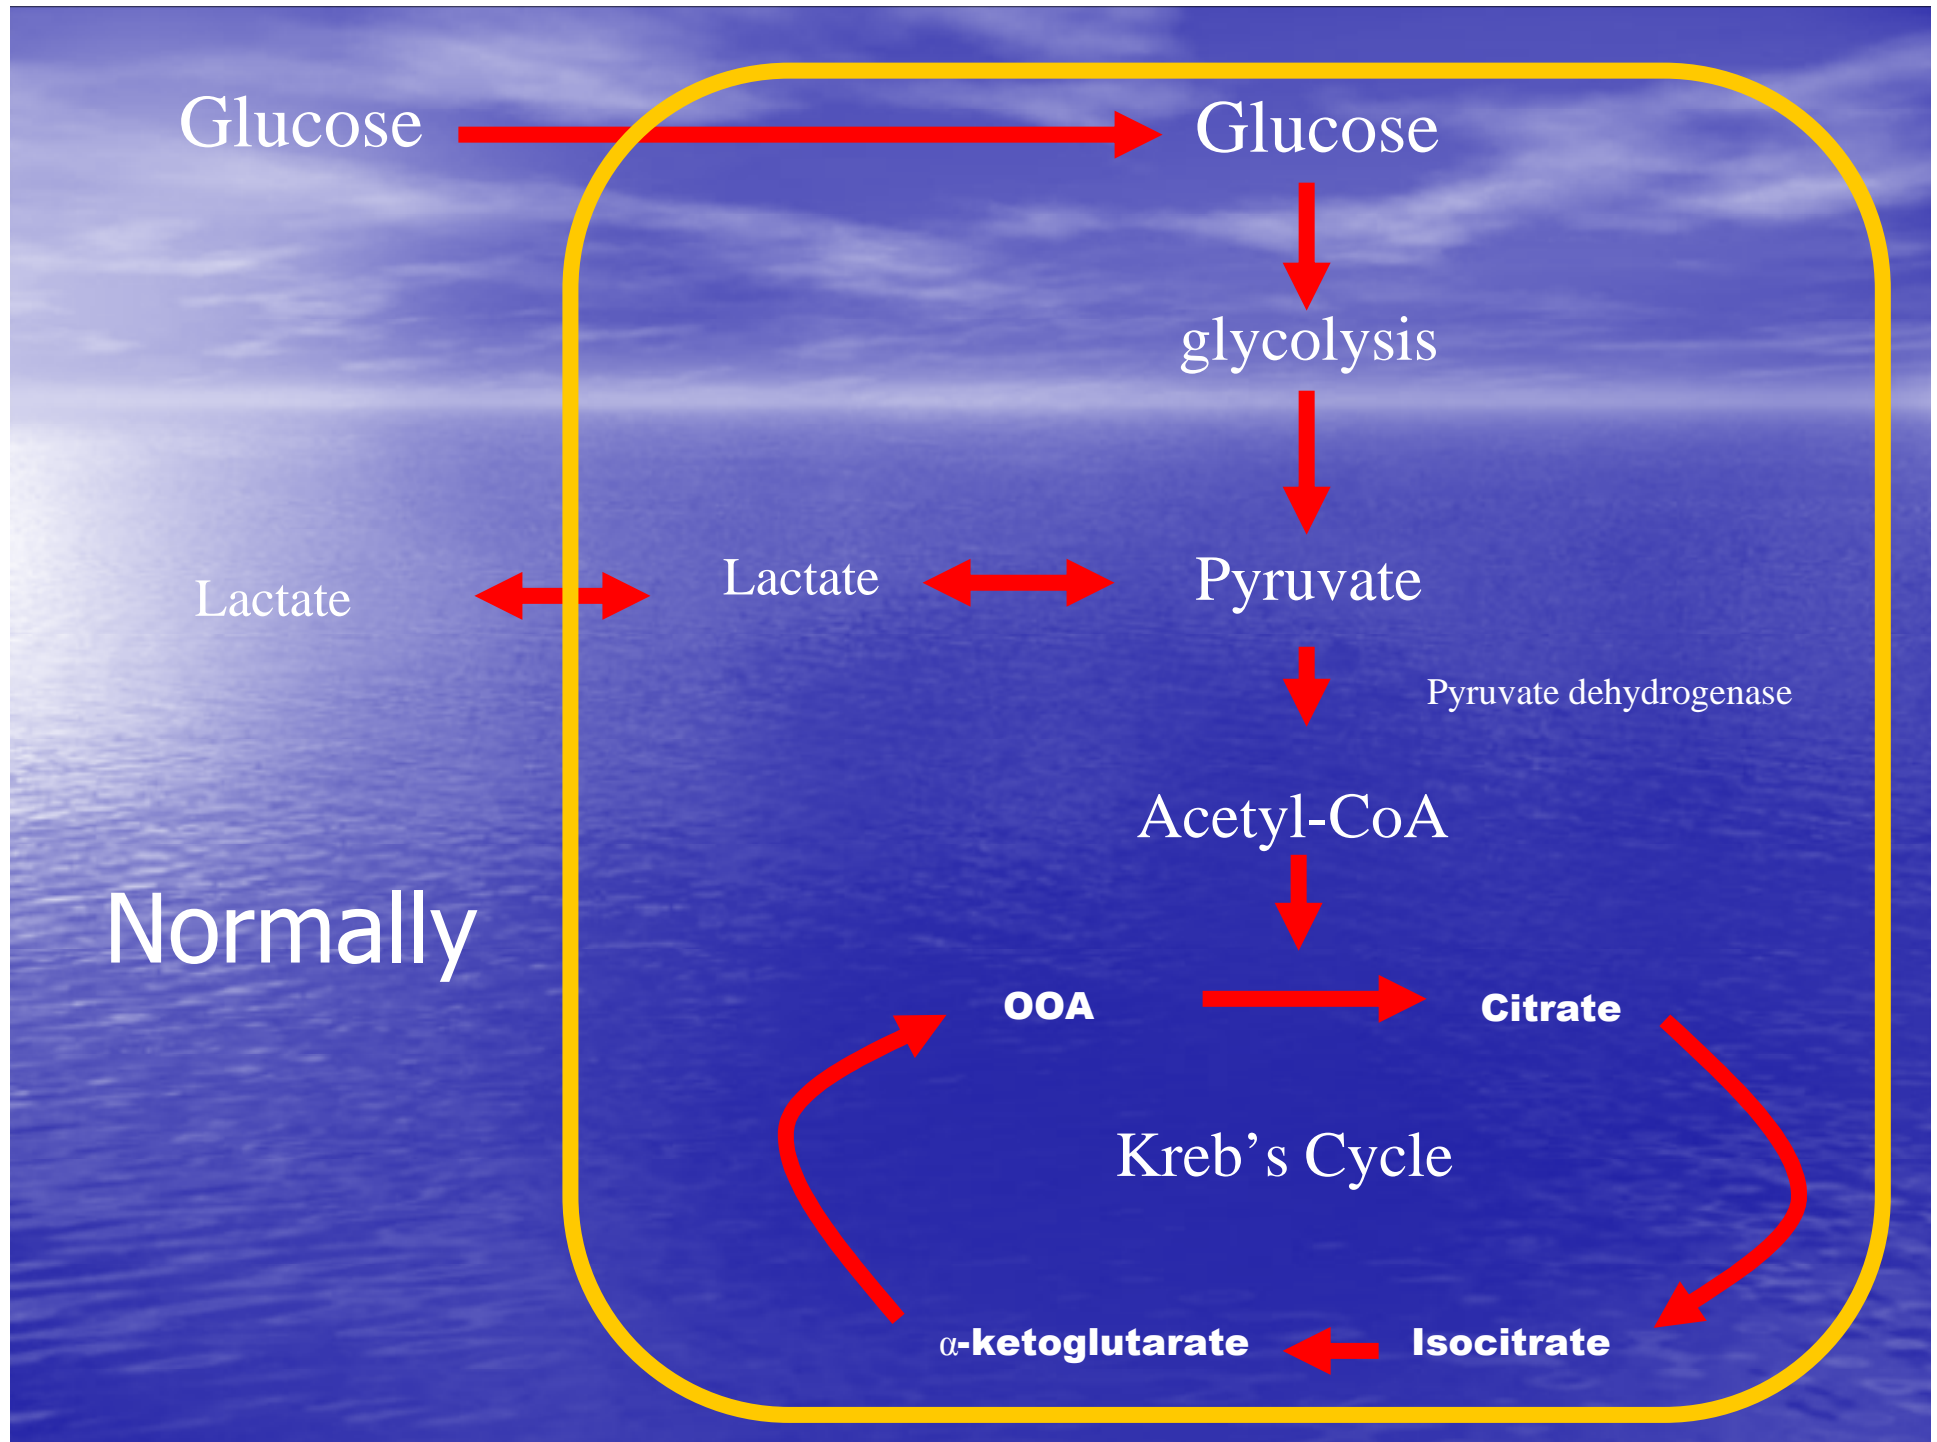 Glucose
Glucose
glycolysis
Lactate
Lactate
Pyruvate
Pyruvate dehydrogenase
Acetyl-CoA
Normally
OOA
Citrate
Kreb’s Cycle
α-ketoglutarate
Isocitrate